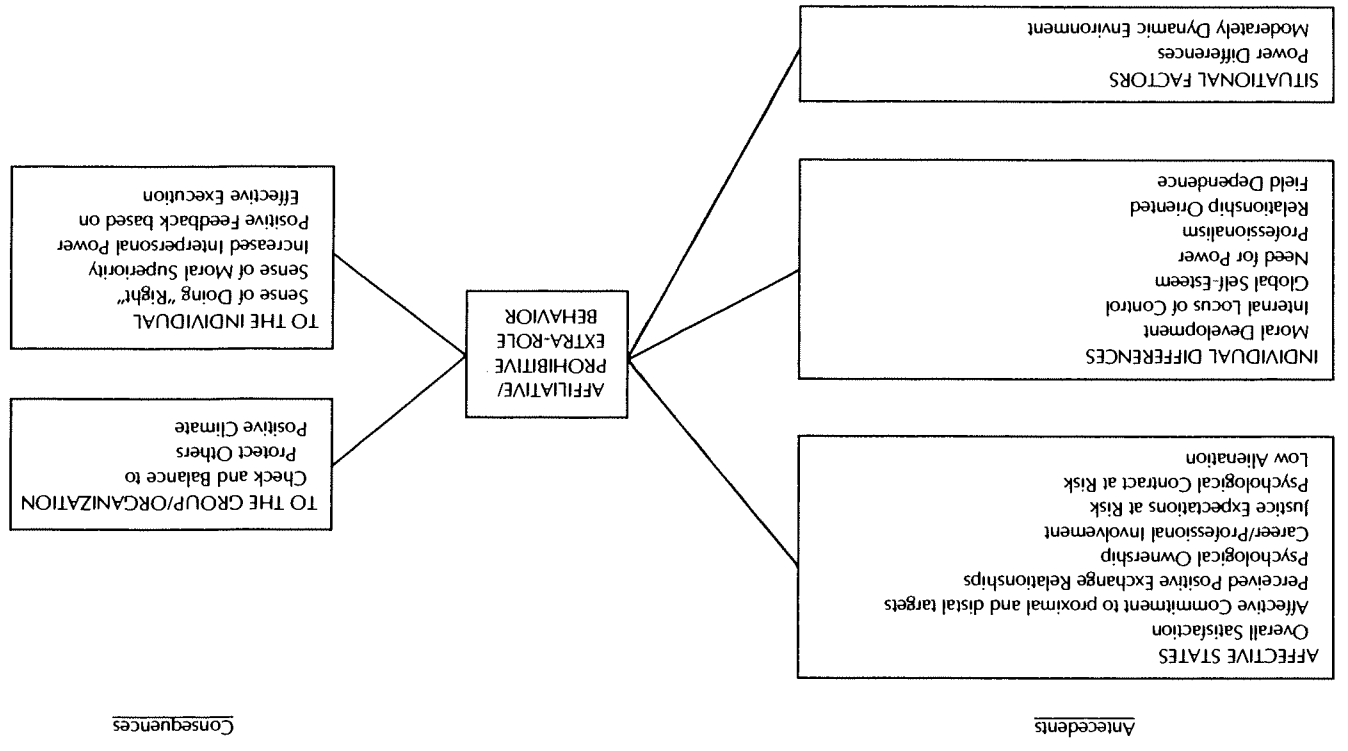 Antecedents
Consequences
AFFECTIVE STATES
Overall Satisfaction
Affective Commitment to proximal and distal targets
Perceived Positive Exchange Relationships
Psychological Ownership
Career/Professional Involvement
Justice Expectations at Risk
Psychological Contract at Risk
Low Alienation
INDIVIDUAL DIFFERENCES
Moral Development
Internal Locus of Control
Global Self-Esteem
Need for Power
Professionalism
Relationship Oriented
Field Dependence
SITUATIONAL FACTORS
Power Differences
Moderately Dynamic Environment
AFFILIATIVE/
PROHIBITIVE
EXTRA-ROLE
BEHAVIOR
TO THE GROUP/ORGANIZATION
Check and Balance to
Protect Others
Positive Climate
TO THE INDIVIDUAL
Sense of Doing "Right"
Sense of Moral Superiority
Increased Interpersonal Power
Positive Feedback based on
Effective Execution